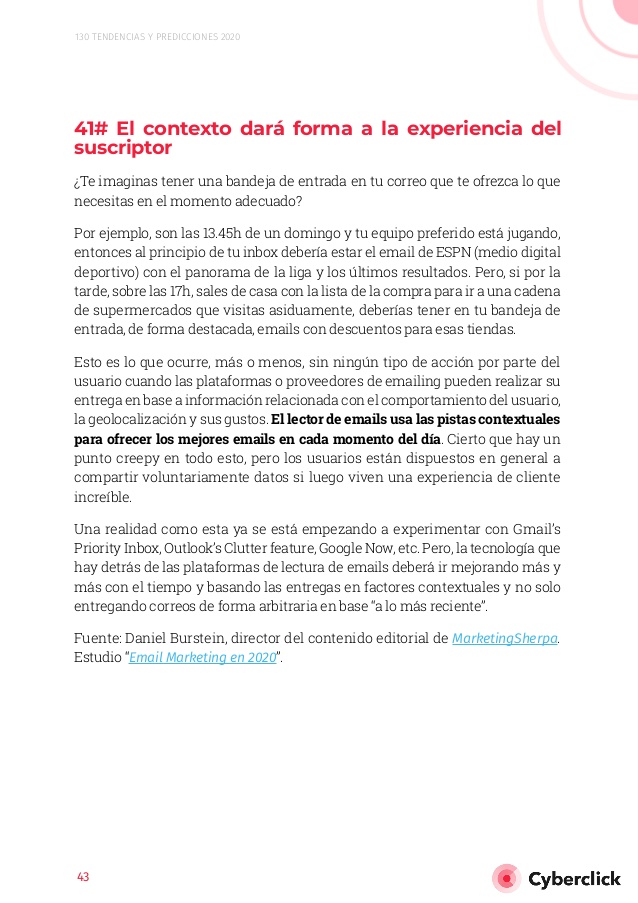 130 TENDENCIAS Y PREDICCIONES 2020
41# El contexto dará forma a la experiencia del
suscriptor
¿Te imaginas tener una bandeja de entrada en tu correo que te ofrezca lo que
necesitas en el momento adecuado?
Por ejemplo, son las 13.45h de un domingo y tu equipo preferido está jugando,
entonces al principio de tu inbox debería estar el email de ESPN (medio digital
deportivo) con el panorama de la liga y los últimos resultados. Pero, si por la
tarde, sobre las 17h, sales de casa con la lista de la compra para ir a una cadena
de supermercados que visitas asiduamente, deberías tener en tu bandeja de
entrada, de forma destacada, emails con descuentos para esas tiendas.
Esto es lo que ocurre, más o menos, sin ningún tipo de acción por parte del
usuario cuando las plataformas o proveedores de emailing pueden realizar su
entrega en base a información relacionada con el comportamiento del usuario,
la geolocalización y sus gustos. El lector de emails usa las pistas contextuales
para ofrecer los mejores emails en cada momento del día. Cierto que hay un
punto creepy en todo esto, pero los usuarios están dispuestos en general a
compartir voluntariamente datos si luego viven una experiencia de cliente
increíble.
Una realidad como esta ya se está empezando a experimentar con Gmail's
Priority Inbox, Outlook's Clutter feature, Google Now, etc. Pero, la tecnología que
hay detrás de las plataformas de lectura de emails deberá ir mejorando más y
más con el tiempo y basando las entregas en factores contextuales y no solo
entregando correos de forma arbitraria en base “a lo más reciente”.
Fuente: Daniel Burstein, director del contenido editorial de MarketingSherpa.
Estudio “Email Marketing en 2020”.
43
Cyberclick